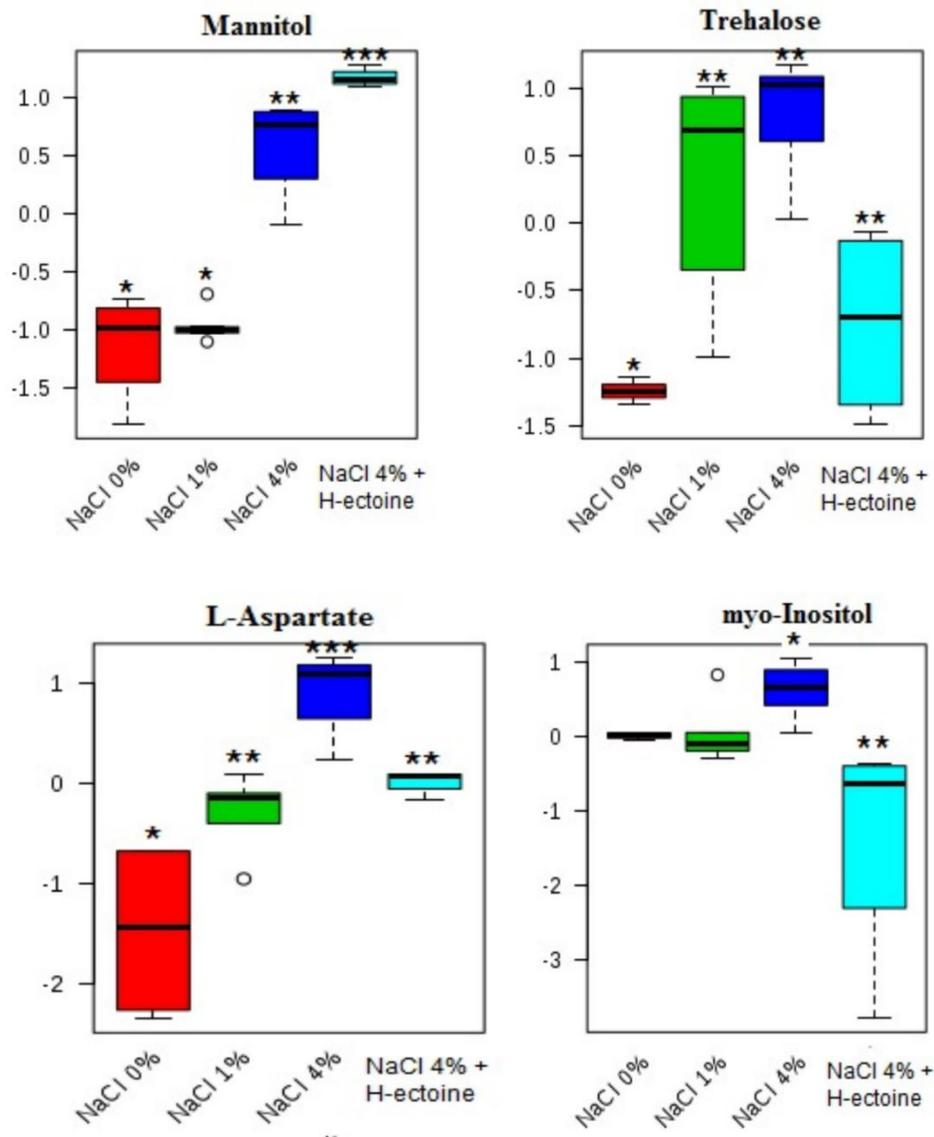 Mannitol
***
**
*
*
1.0
0.5
0.0
-0.5
-1.0
-1.5
NaCl 0%
NaCl 1%
NaCl 4%
NaCl 4% +
H-ectoine
Trehalose
**
**
**
*
1.0
0.5
0.0
-0.5
-1.0
-1.5
NaCl 0%
NaCl 1%
NaCl 4%
NaCl 4% +
H-ectoine
L-Aspartate
***
**
**
*
1
0
-1
-2
NaCl 0%
NaCl 1%
NaCl 4%
NaCl 4% +
H-ectoine
myo-Inositol
*
**
1
0
-1
-2
-3
NaCl 0%
NaCl 1%
NaCl 4%
NaCl 4% +
H-ectoine